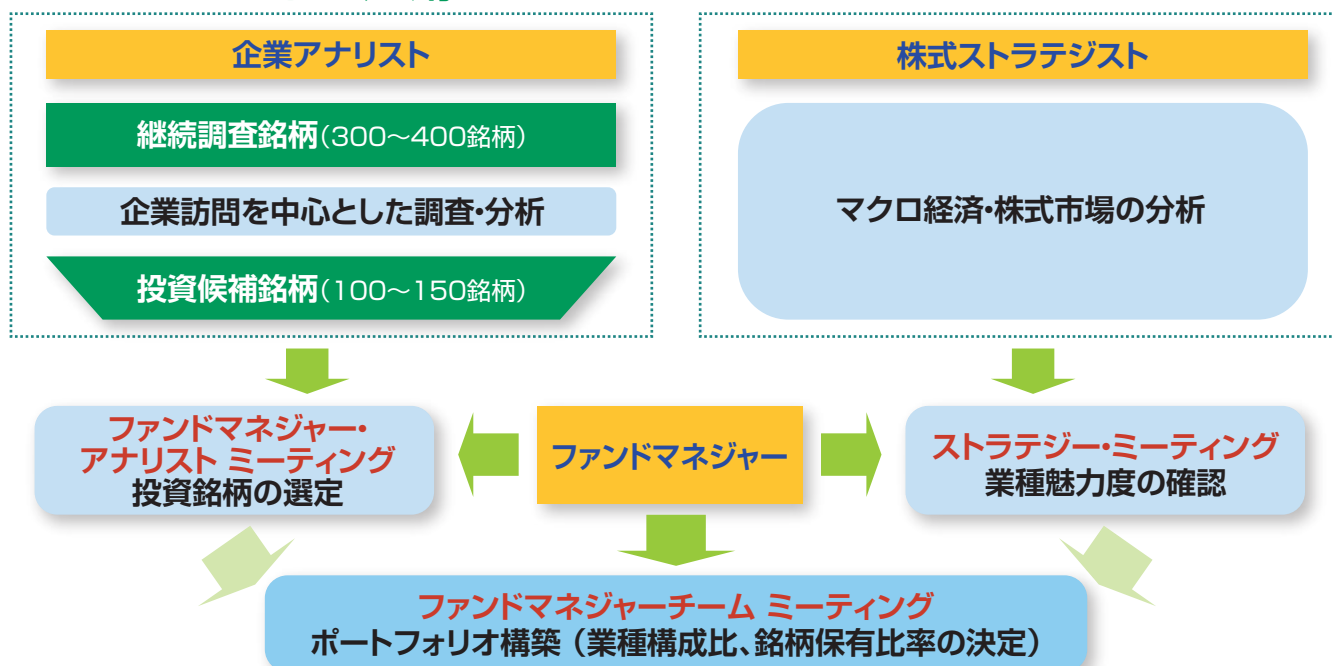 企業アナリスト
継続調査銘柄(300〜400銘柄)
企業訪問を中心とした調査・分析
投資候補銘柄(100〜150銘柄)
株式ストラテジスト
マクロ経済・株式市場の分析
ファンドマネジャー・
アナリスト ミーティング
投資銘柄の選定
ファンドマネジャー
ストラテジー・ミーティング
業種魅力度の確認
ファンドマネジャーチーム ミーティング
ポートフォリオ構築（業種構成比、銘柄保有比率の決定）